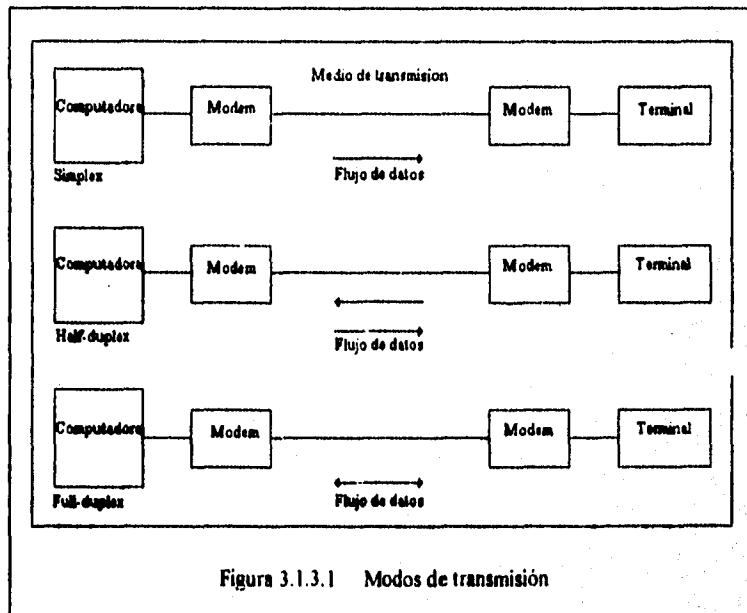 Medio de transmision
Computadora Modem Modem Terminal
Simplex
Flujo de datos
Computadora Modem Modem Terminal
Half-duplex
Flujo de datos
Computadora Modem Modem Terminal
Full-duplex
Flujo de datos
Figura 3.1.3.1 Modos de transmisión